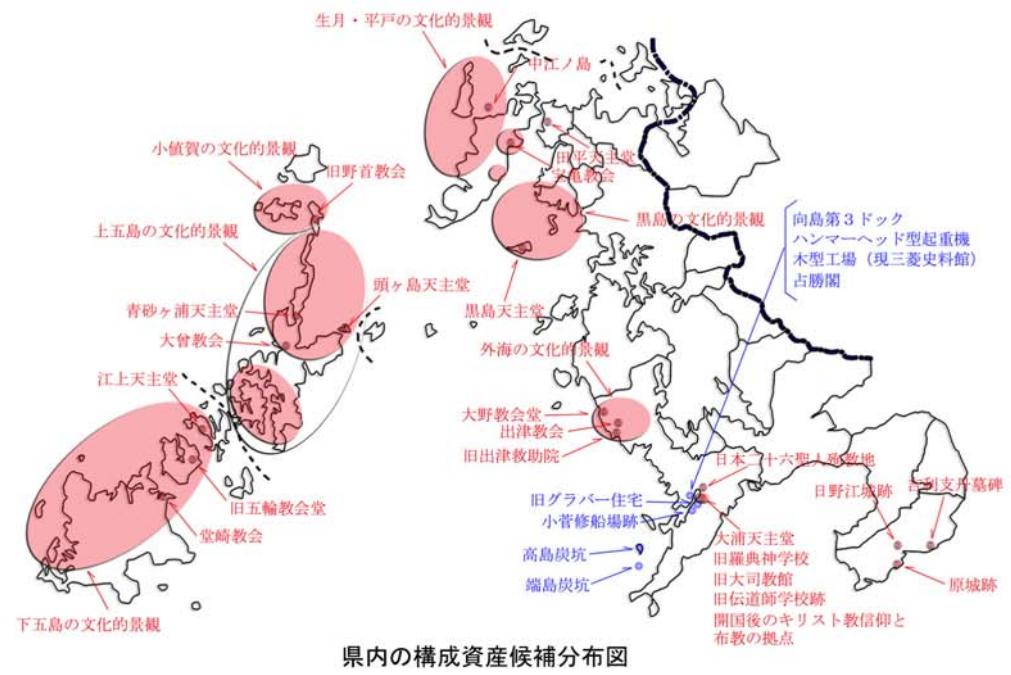 生月・平戸の文化的景観
中江ノ島
小値賀の文化的景観
旧野首教会
田平天主堂
宝亀教会
上五島の文化的景観
黒島の文化的景観
向島第3ドック
ハンマーヘッド型起重機
木型工場(現三菱史料館)
占勝閣
頭ヶ島天主堂
青砂ヶ浦天主堂
黒島天主堂
大曾教会
外海の文化的景観
江上天主堂
大野教会堂
出津教会
旧出津救助院
日本二十六聖人殉教地
日野江城跡
吉利支丹墓碑
旧グラバー住宅
旧五輪教会堂
小菅修船場跡
堂崎教会
大浦天主堂
高島炭坑
旧羅典神学校
端島炭坑
旧大司教館
原城跡
旧伝道師学校跡
開国後のキリスト教信仰と
布教の拠点
下五島の文化的景観
県内の構成資産候補分布図